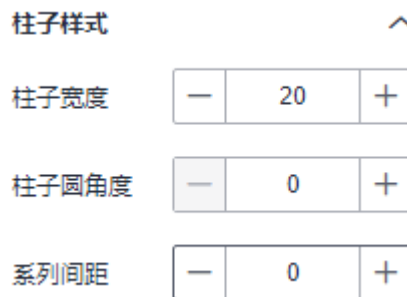 柱子样式
柱子宽度 — 20 +
柱子圆角度 — 0 +
系列间距 — 0 +